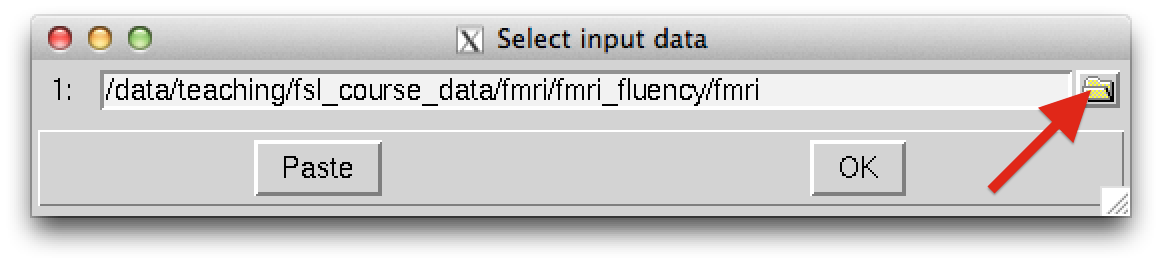 Select input data
1: /data/teaching/fsl_course_data/fmri/fmri_fluency/fmri
Paste OK